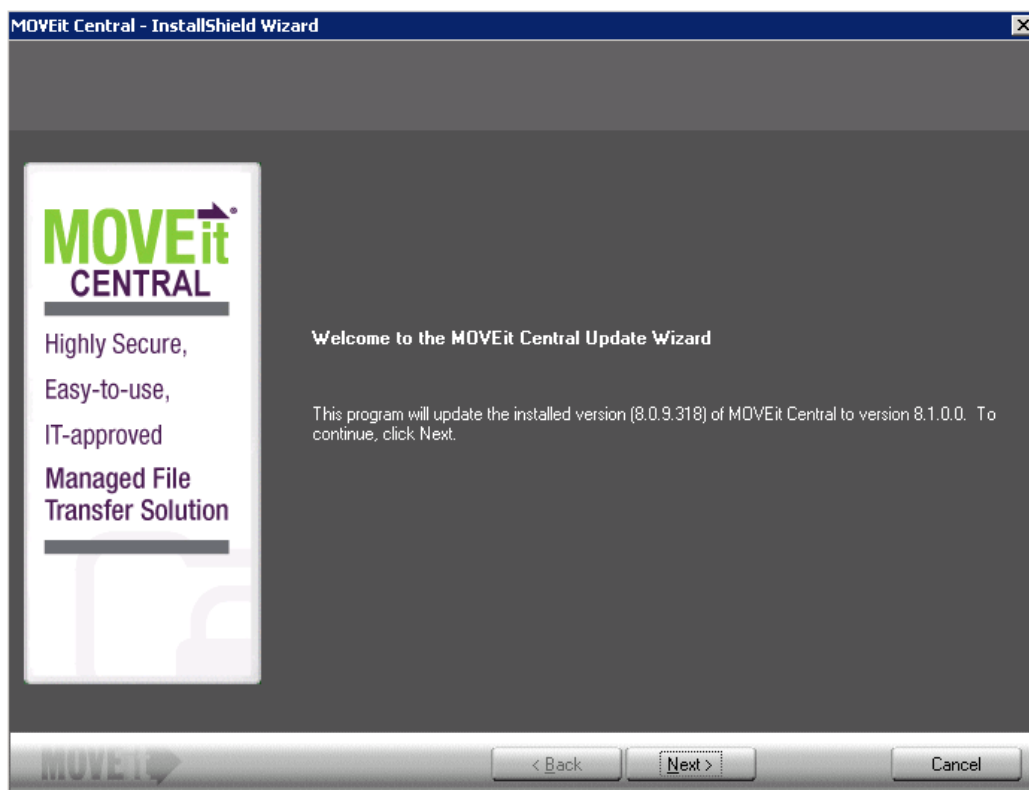 MOVEit Central - InstallShield Wizard
MOVEit
CENTRAL
Highly Secure,
Easy-to-use,
IT-approved
Managed File
Transfer Solution
Welcome to the MOVEit Central Update Wizard
This program will update the installed version (8.0.9.318) of MOVEit Central to version 8.1.0.0. To
continue, click Next.
MOVEit
< Back
Next >
Cancel